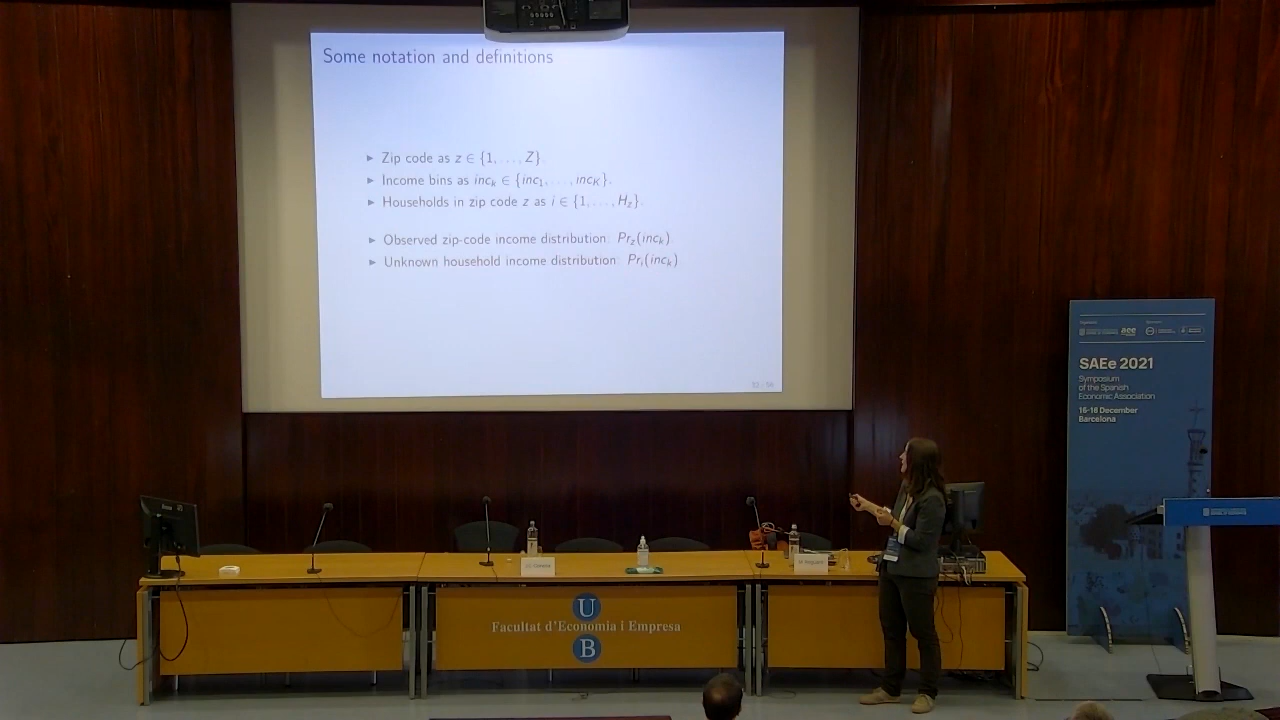 Some notation and definitions
► Zip code as z ∈ {1, . . . , Z}.
► Income bins as inc_k ∈ {inc_1, . . . , inc_K}.
► Households in zip code z as i ∈ {1, . . . , H_z}.
► Observed zip-code income distribution: Pr_z(inc_k)
► Unknown household income distribution: Pr_i(inc_k)
SAEe 2021
Symposium
of the Spanish
Economic Association
16-18 December
Barcelona
U
Facultat d'Economia i Empresa
B